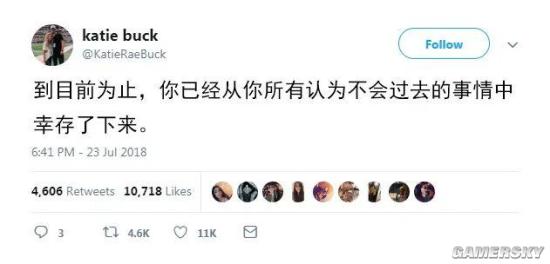 katie buck
@KatieRaeBuck
Follow
到目前为止，你已经从你所有认为不会过去的事情中
幸存了下来。
6:41 PM - 23 Jul 2018
4,606 Retweets 10,718 Likes
3 4.6K 11K
GAMERSKY